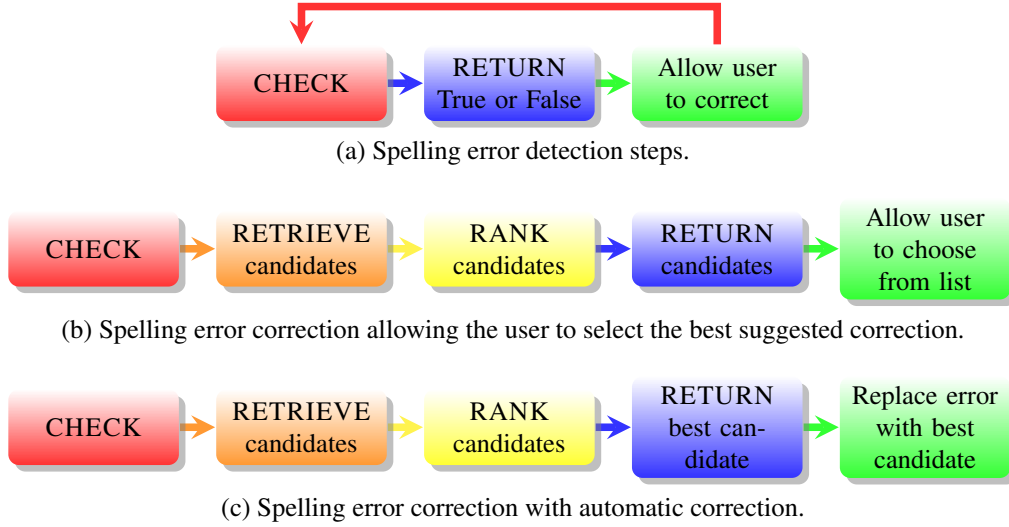 CHECK
RETURN
True or False
Allow user
to correct
(a) Spelling error detection steps.
CHECK
RETRIEVE
candidates
RANK
candidates
RETURN
candidates
Allow user
to choose
from list
(b) Spelling error correction allowing the user to select the best suggested correction.
CHECK
RETRIEVE
candidates
RANK
candidates
RETURN
best can-
didate
Replace error
with best
candidate
(c) Spelling error correction with automatic correction.